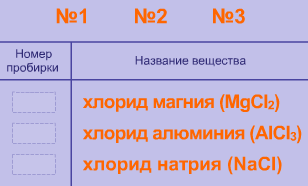 №1 №2 №3
Номер пробирки Название вещества
хлорид магния (MgCl₂)
хлорид алюминия (AlCl₃)
хлорид натрия (NaCl)